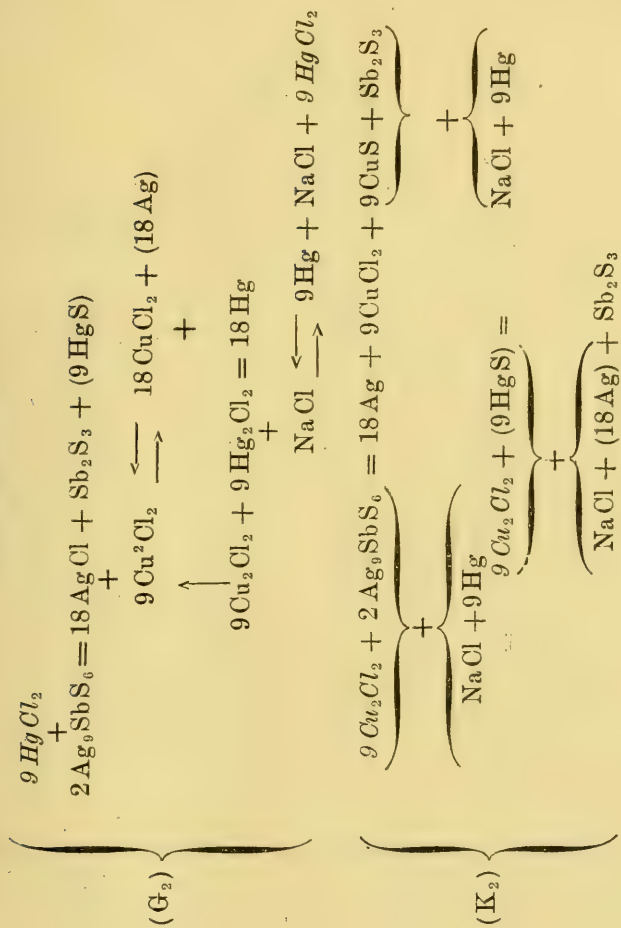 (G₂)
9 HgCl₂
+
2 Ag₉SbS₆ = 18 AgCl + Sb₂S₃ + (9 HgS)
+
9 Cu²Cl₂ ⇄ 18 CuCl₂ + (18 Ag)
↑ +
9 Cu₂Cl₂ + 9 Hg₂Cl₂ = 18 Hg
+
NaCl ⇄ 9 Hg + NaCl + 9 HgCl₂
(K₂)
9 Cu₂Cl₂ + 2 Ag₉SbS₆ = 18 Ag + 9 CuCl₂ + 9 CuS + Sb₂S₃
+ +
NaCl + 9 Hg NaCl + 9 Hg
9 Cu₂Cl₂ + (9 HgS) =
+
NaCl + (18 Ag) + Sb₂S₃